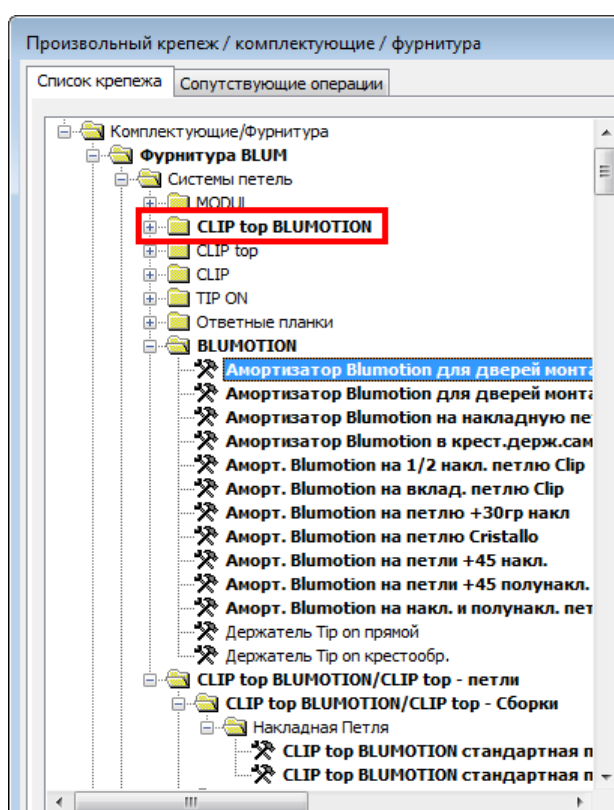 Произвольный крепеж / комплектующие / фурнитура
Список крепежа Сопутствующие операции
Комплектующие/Фурнитура
Фурнитура BLUM
Системы петель
MODUL
CLIP top BLUMOTION
CLIP top
CLIP
TIP ON
Ответные планки
BLUMOTION
Амортизатор Blumotion для дверей монта
Амортизатор Blumotion для дверей монта
Амортизатор Blumotion на накладную пе
Амортизатор Blumotion в крест.держ.сам
Аморт. Blumotion на 1/2 накл. петлю Clip
Аморт. Blumotion на вклад. петлю Clip
Аморт. Blumotion на петлю +30гр накл
Аморт. Blumotion на петлю Cristallo
Аморт. Blumotion на петли +45 накл.
Аморт. Blumotion на петли +45 полунакл.
Аморт. Blumotion на накл. и полунакл. пет
Держатель Tip on прямой
Держатель Tip on крестообр.
CLIP top BLUMOTION/CLIP top - петли
CLIP top BLUMOTION/CLIP top - Сборки
Накладная Петля
CLIP top BLUMOTION стандартная п
CLIP top BLUMOTION стандартная п